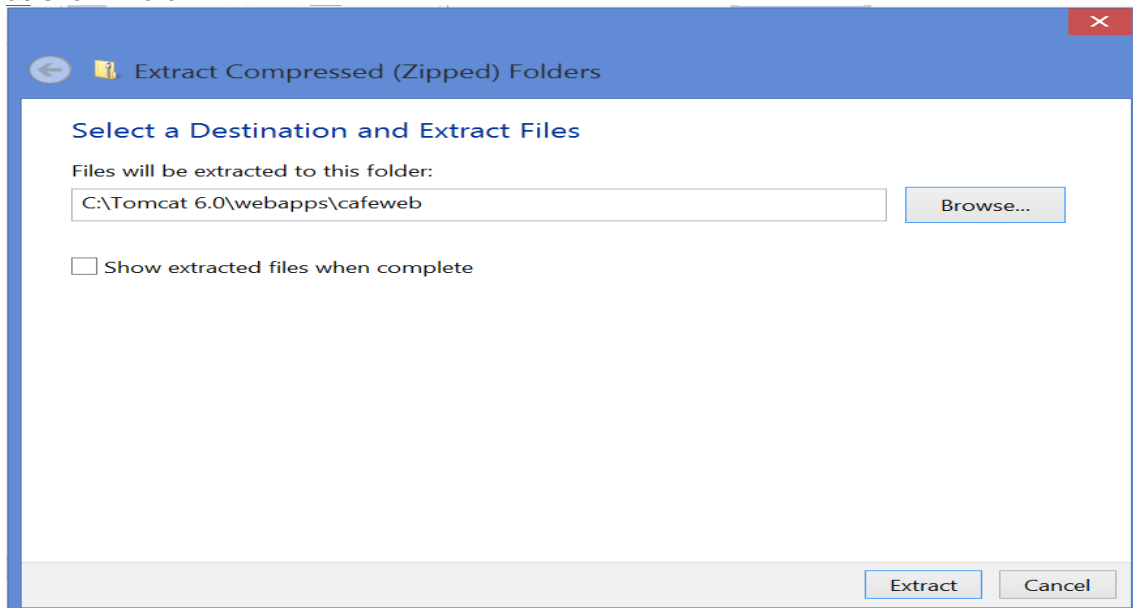 Extract Compressed (Zipped) Folders
Select a Destination and Extract Files
Files will be extracted to this folder:
C:\Tomcat 6.0\webapps\cafeweb
Browse...
Show extracted files when complete
Extract
Cancel